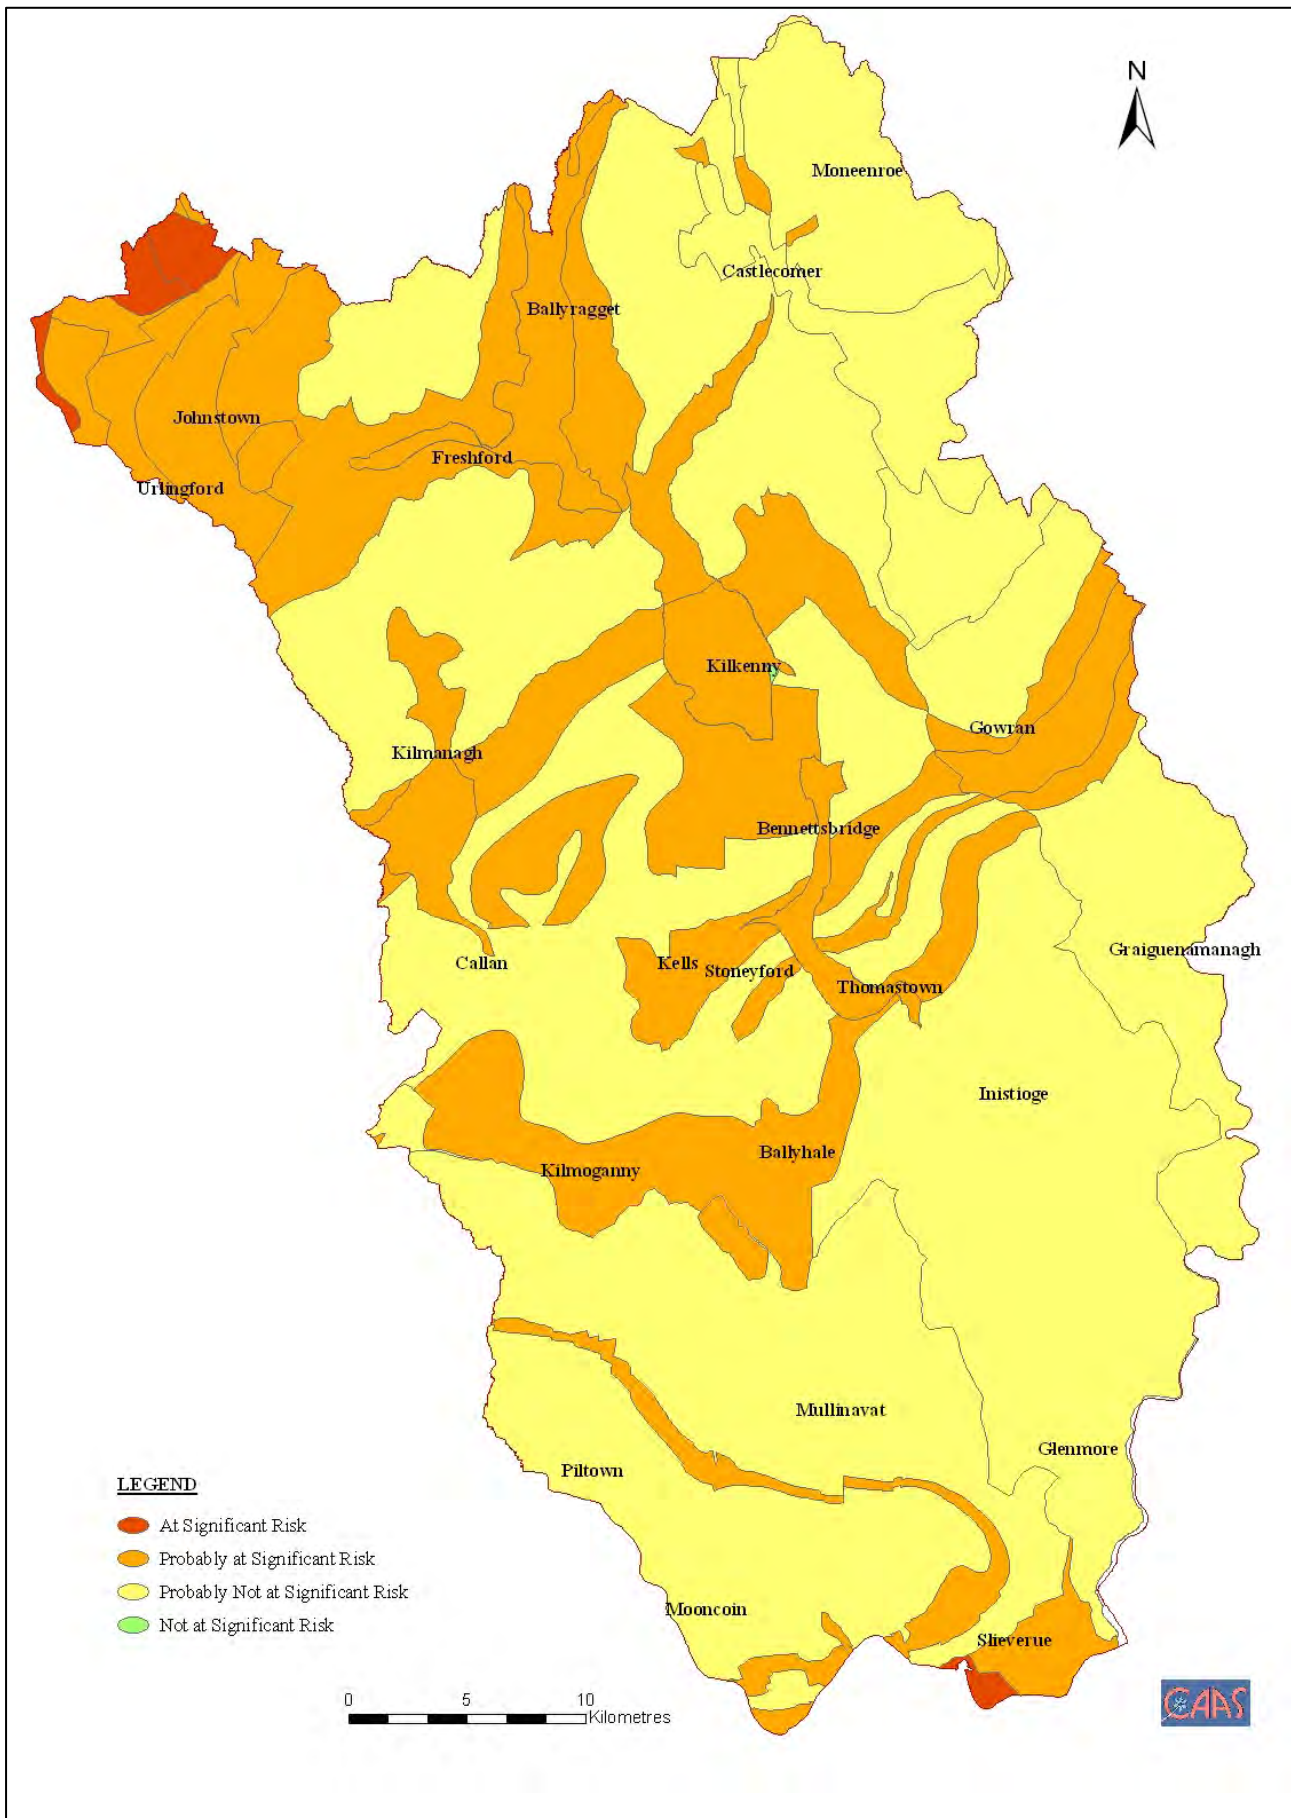 N
Moneenroe
Castlecomer
Ballyragget
Johnstown
Freshford
Urlingford
Kilkenny
Gowran
Kilmanagh
Bennettsbridge
Graiguenamanagh
Callan
Kells
Stoneyford
Thomastown
Inistioge
Ballyhale
Kilmoganny
Mullinavat
Glenmore
Piltown
LEGEND
At Significant Risk
Probably at Significant Risk
Probably Not at Significant Risk
Not at Significant Risk
Mooncoin
Slieverue
0 5 10
Kilometres
CAAS